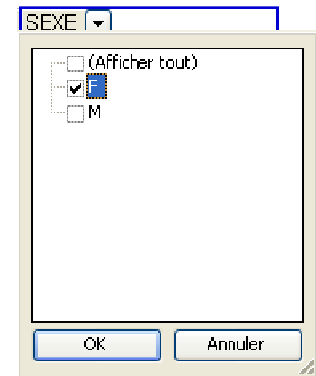 SEXE
(Afficher tout)
F
M
OK
Annuler